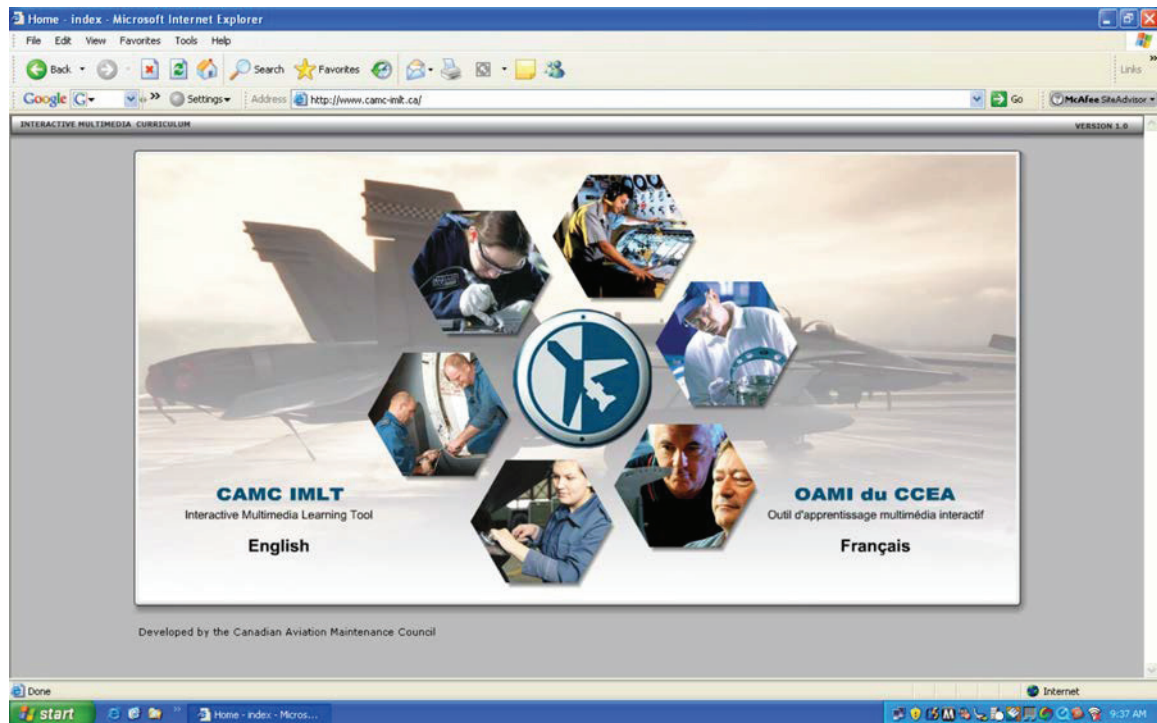 Home - index - Microsoft Internet Explorer
File Edit View Favorites Tools Help
Back Search Favorites Links
Google G Settings Address http://www.camc-imlt.ca/ Go McAfee SiteAdvisor
INTERACTIVE MULTIMEDIA CURRICULUM VERSION 1.0
CAMC IMLT
Interactive Multimedia Learning Tool
English
OAMI du CCEA
Outil d'apprentissage multimédia interactif
Français
Developed by the Canadian Aviation Maintenance Council
Done Internet
start Home - index - Micros... 9:37 AM